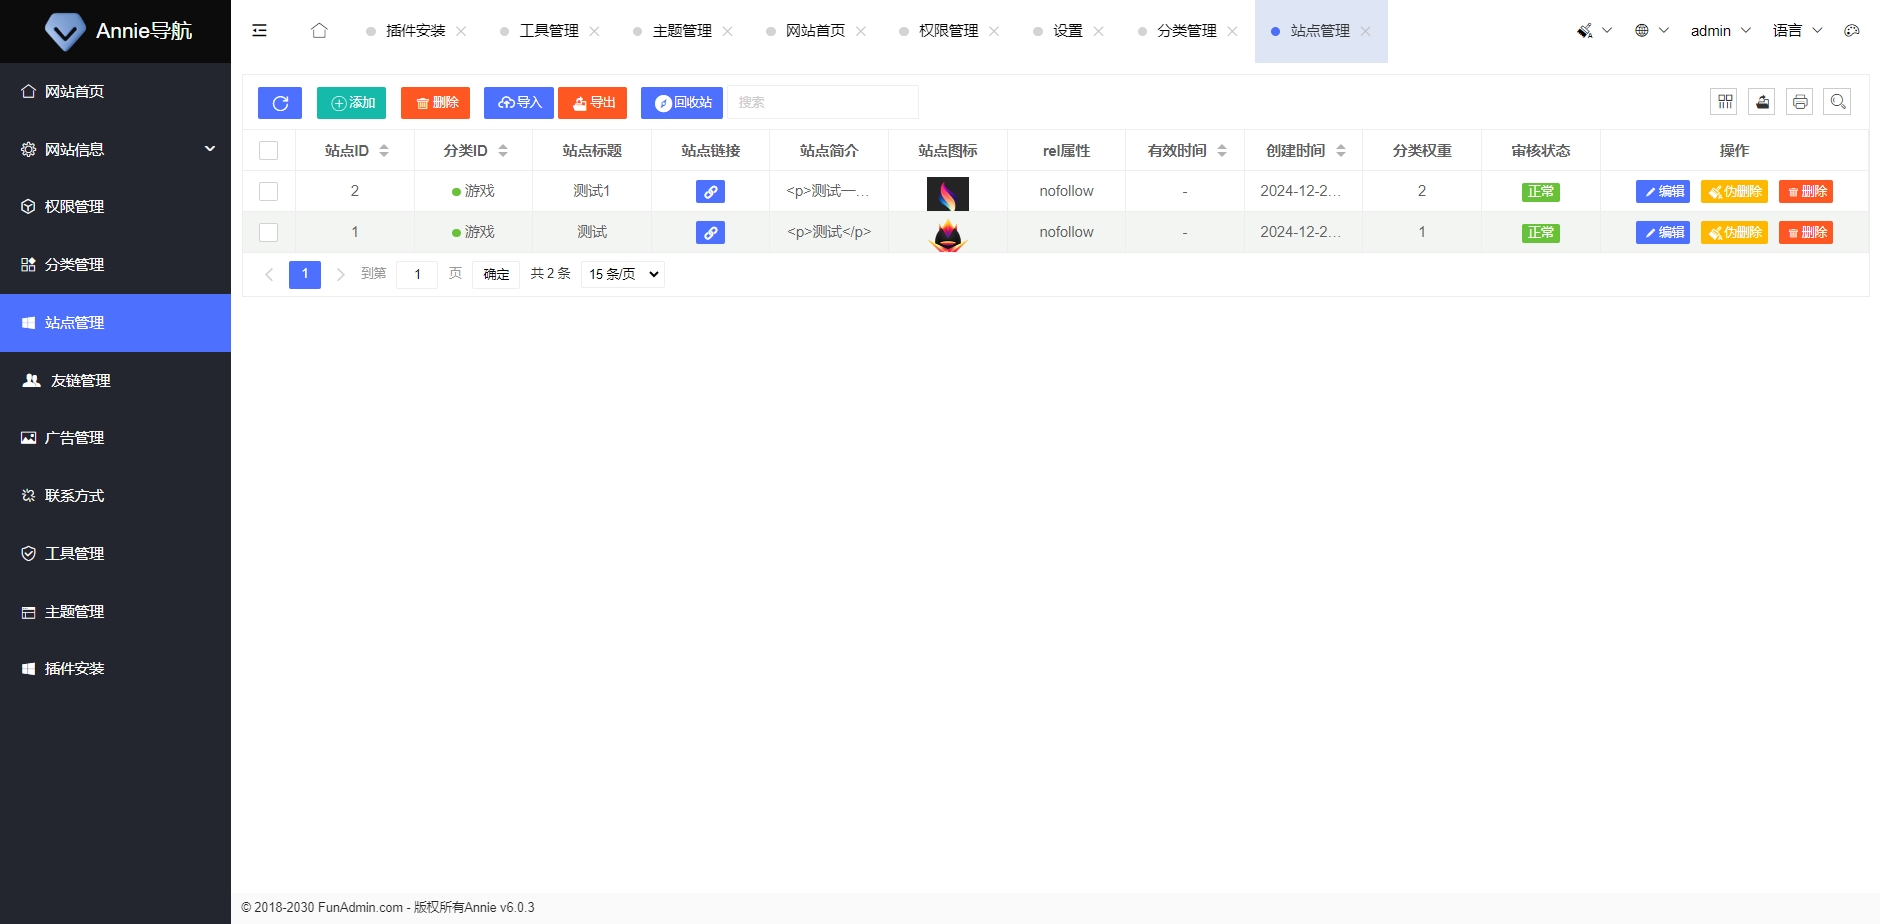 Annie导航
插件安装
工具管理
主题管理
网站首页
权限管理
设置
分类管理
站点管理
admin
语言
网站首页
网站信息
权限管理
分类管理
站点管理
友链管理
广告管理
联系方式
工具管理
主题管理
插件安装
添加 删除 导入 导出 回收站 搜索
站点ID 分类ID 站点标题 站点链接 站点简介 站点图标 rel属性 有效时间 创建时间 分类权重 审核状态 操作
2 游戏 测试1 <p>测试一... nofollow - 2024-12-2... 2 正常 编辑 伪删除 删除
1 游戏 测试 <p>测试</p> nofollow - 2024-12-2... 1 正常 编辑 伪删除 删除
1 到第 1 页 确定 共 2 条 15 条/页
© 2018-2030 FunAdmin.com - 版权所有Annie v6.0.3